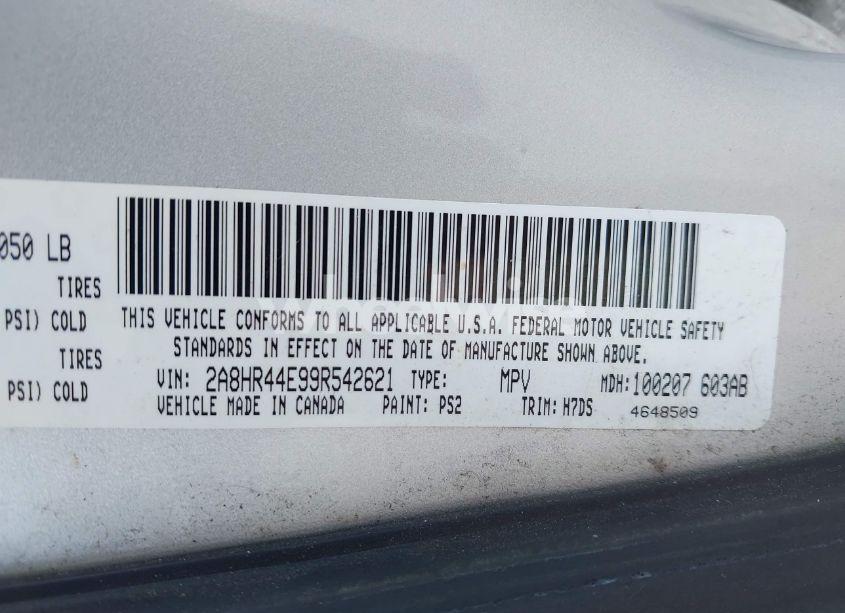 050 LB
TIRES
PSI) COLD
TIRES
PSI) COLD
THIS VEHICLE CONFORMS TO ALL APPLICABLE U.S.A. FEDERAL MOTOR VEHICLE SAFETY
STANDARDS IN EFFECT ON THE DATE OF MANUFACTURE SHOWN ABOVE.
VIN: 2A8HR44E99R542621 TYPE: MPV MDH:100207 603AB
VEHICLE MADE IN CANADA PAINT: PS2 TRIM: H7DS 4648509